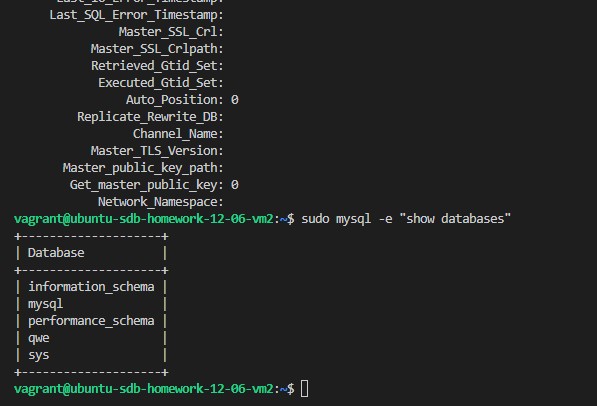 Last_IO_Error_Timestamp:
Last_SQL_Error_Timestamp:
Master_SSL_Crl:
Master_SSL_Crlpath:
Retrieved_Gtid_Set:
Executed_Gtid_Set:
Auto_Position: 0
Replicate_Rewrite_DB:
Channel_Name:
Master_TLS_Version:
Master_public_key_path:
Get_master_public_key: 0
Network_Namespace:
vagrant@ubuntu-sdb-homework-12-06-vm2:~$ sudo mysql -e "show databases"
+--------------------+
| Database           |
+--------------------+
| information_schema |
| mysql              |
| performance_schema |
| qwe                |
| sys                |
+--------------------+
vagrant@ubuntu-sdb-homework-12-06-vm2:~$